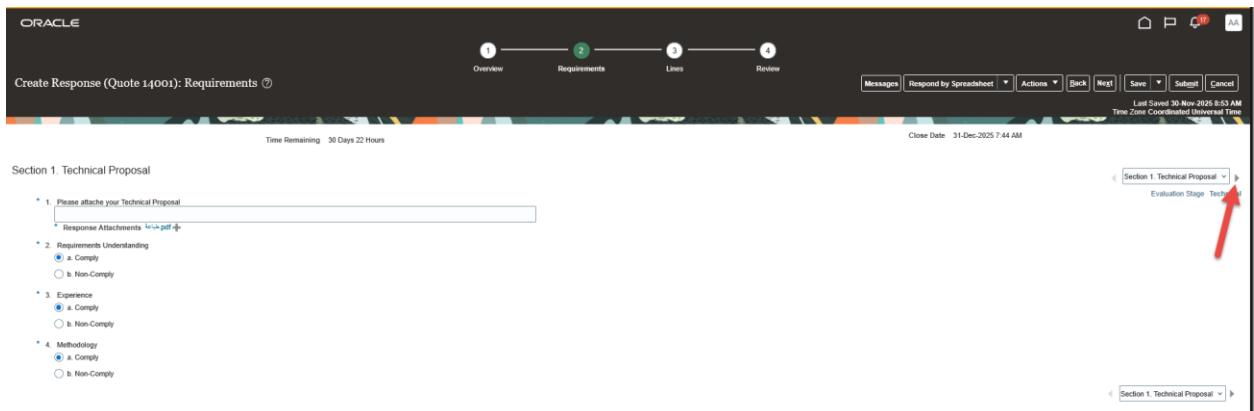 ORACLE
17
AA
1 2 3 4
Overview Requirements Lines Review
Create Response (Quote 14001): Requirements ?
Messages Respond by Spreadsheet Actions Back Next Save Submit Cancel
Last Saved 30-Nov-2025 8:53 AM
Time Zone Coordinated Universal Time
Time Remaining 30 Days 22 Hours
Close Date 31-Dec-2025 7:44 AM
Section 1. Technical Proposal
Section 1. Technical Proposal
Evaluation Stage
* 1. Please attache your Technical Proposal
* Response Attachments طباعة.pdf
* 2. Requirements Understanding
a. Comply
b. Non-Comply
* 3. Experience
a. Comply
b. Non-Comply
* 4. Methodology
a. Comply
b. Non-Comply
Section 1. Technical Proposal